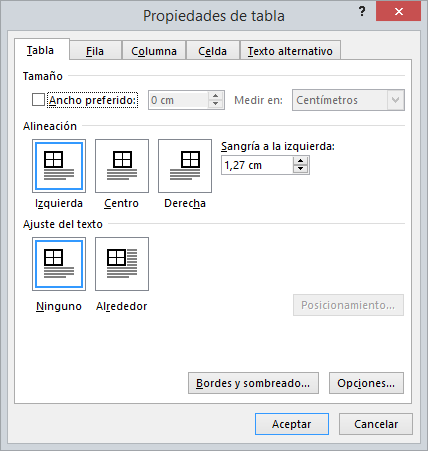 Propiedades de tabla
?
Tabla Fila Columna Celda Texto alternativo
Tamaño
Ancho preferido: 0 cm Medir en: Centímetros
Alineación
Sangría a la izquierda:
1,27 cm
Izquierda Centro Derecha
Ajuste del texto
Ninguno Alrededor
Posicionamiento...
Bordes y sombreado... Opciones...
Aceptar Cancelar